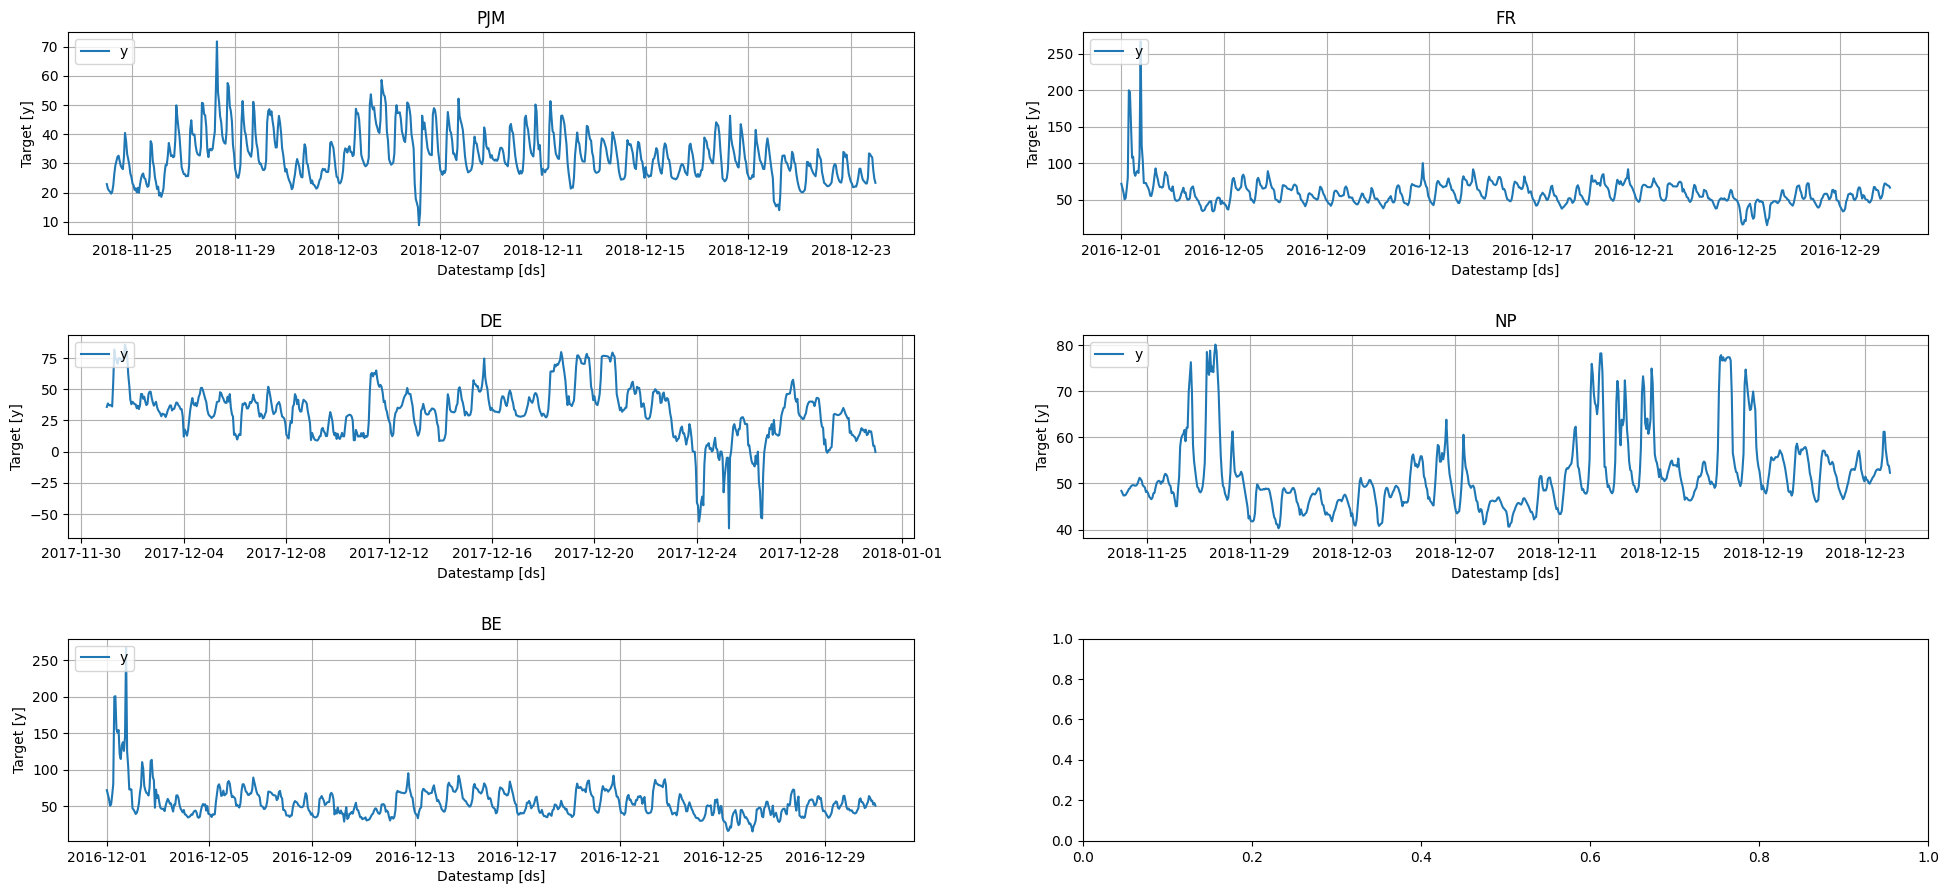 PJM
y
Target [y]
70
60
50
40
30
20
10
2018-11-25 2018-11-29 2018-12-03 2018-12-07 2018-12-11 2018-12-15 2018-12-19 2018-12-23
Datestamp [ds]
FR
y
Target [y]
250
200
150
100
50
2016-12-01 2016-12-05 2016-12-09 2016-12-13 2016-12-17 2016-12-21 2016-12-25 2016-12-29
Datestamp [ds]
DE
y
Target [y]
75
50
25
0
−25
−50
2017-11-30 2017-12-04 2017-12-08 2017-12-12 2017-12-16 2017-12-20 2017-12-24 2017-12-28 2018-01-01
Datestamp [ds]
NP
y
Target [y]
80
70
60
50
40
2018-11-25 2018-11-29 2018-12-03 2018-12-07 2018-12-11 2018-12-15 2018-12-19 2018-12-23
Datestamp [ds]
BE
y
Target [y]
250
200
150
100
50
2016-12-01 2016-12-05 2016-12-09 2016-12-13 2016-12-17 2016-12-21 2016-12-25 2016-12-29
Datestamp [ds]
1.0
0.8
0.6
0.4
0.2
0.0
0.0 0.2 0.4 0.6 0.8 1.0